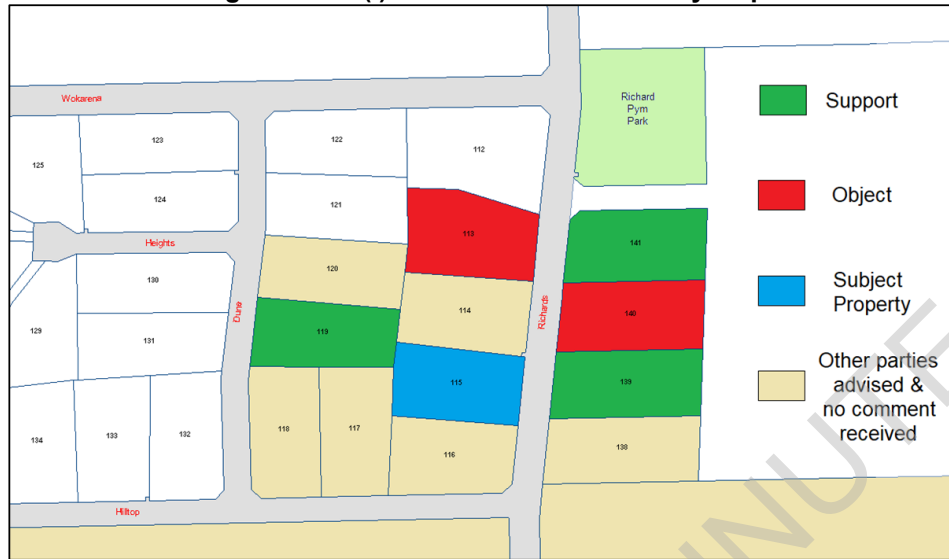 Wokarena
Richard
Pym
Park
Support
125
123
122
112
124
121
Object
113
141
Heights
120
130
114
140
Subject
Property
129
Dune
Richards
131
119
115
139
Other parties
advised &
no comment
received
134
133
132
118
117
116
138
Hilltop
MINUTE